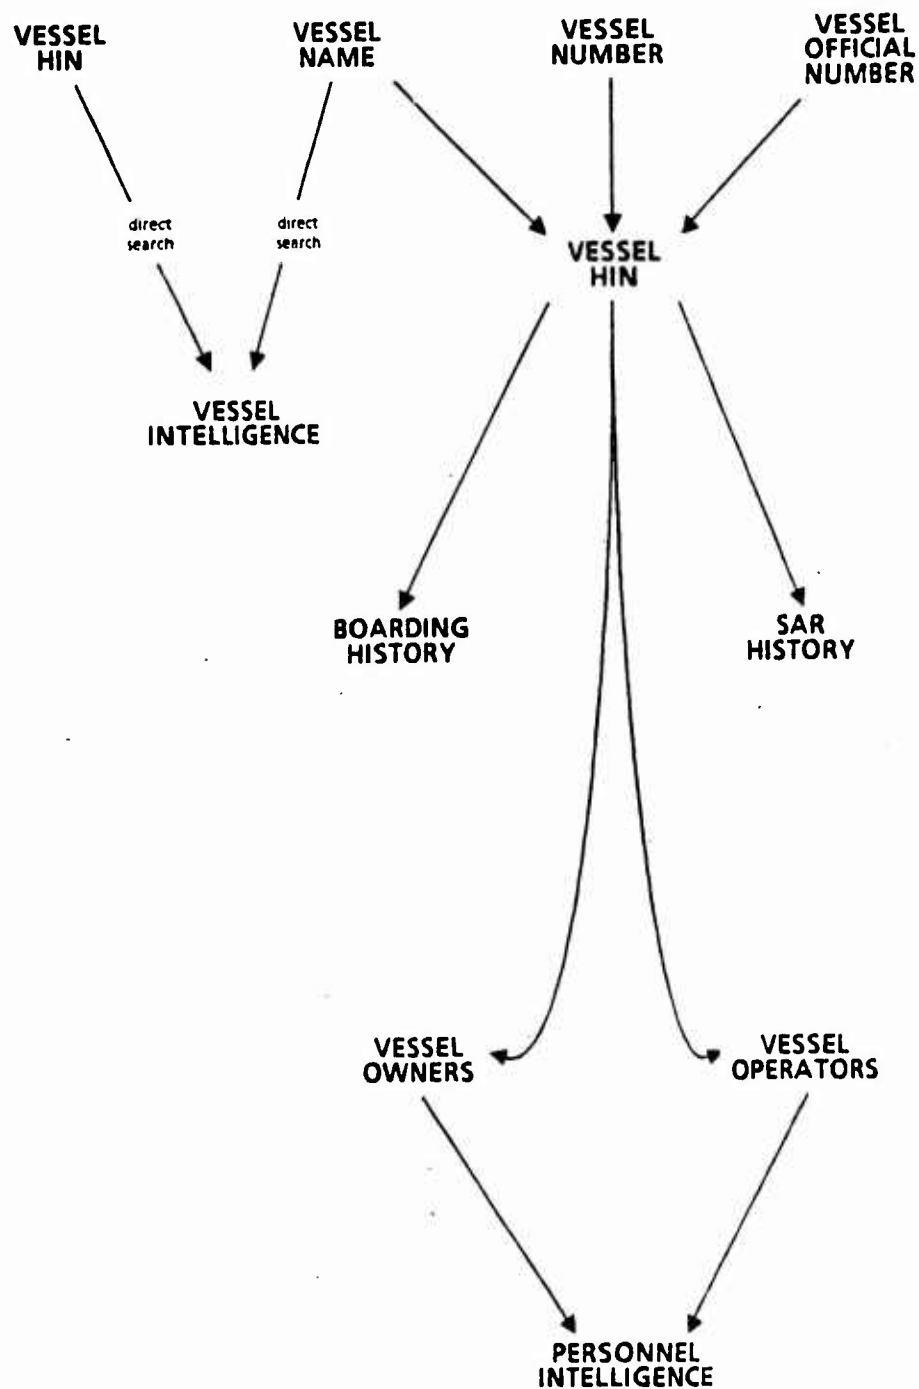 VESSEL
HIN
VESSEL
NAME
VESSEL
NUMBER
VESSEL
OFFICIAL
NUMBER
direct
search
direct
search
VESSEL
HIN
VESSEL
INTELLIGENCE
BOARDING
HISTORY
SAR
HISTORY
VESSEL
OWNERS
VESSEL
OPERATORS
PERSONNEL
INTELLIGENCE